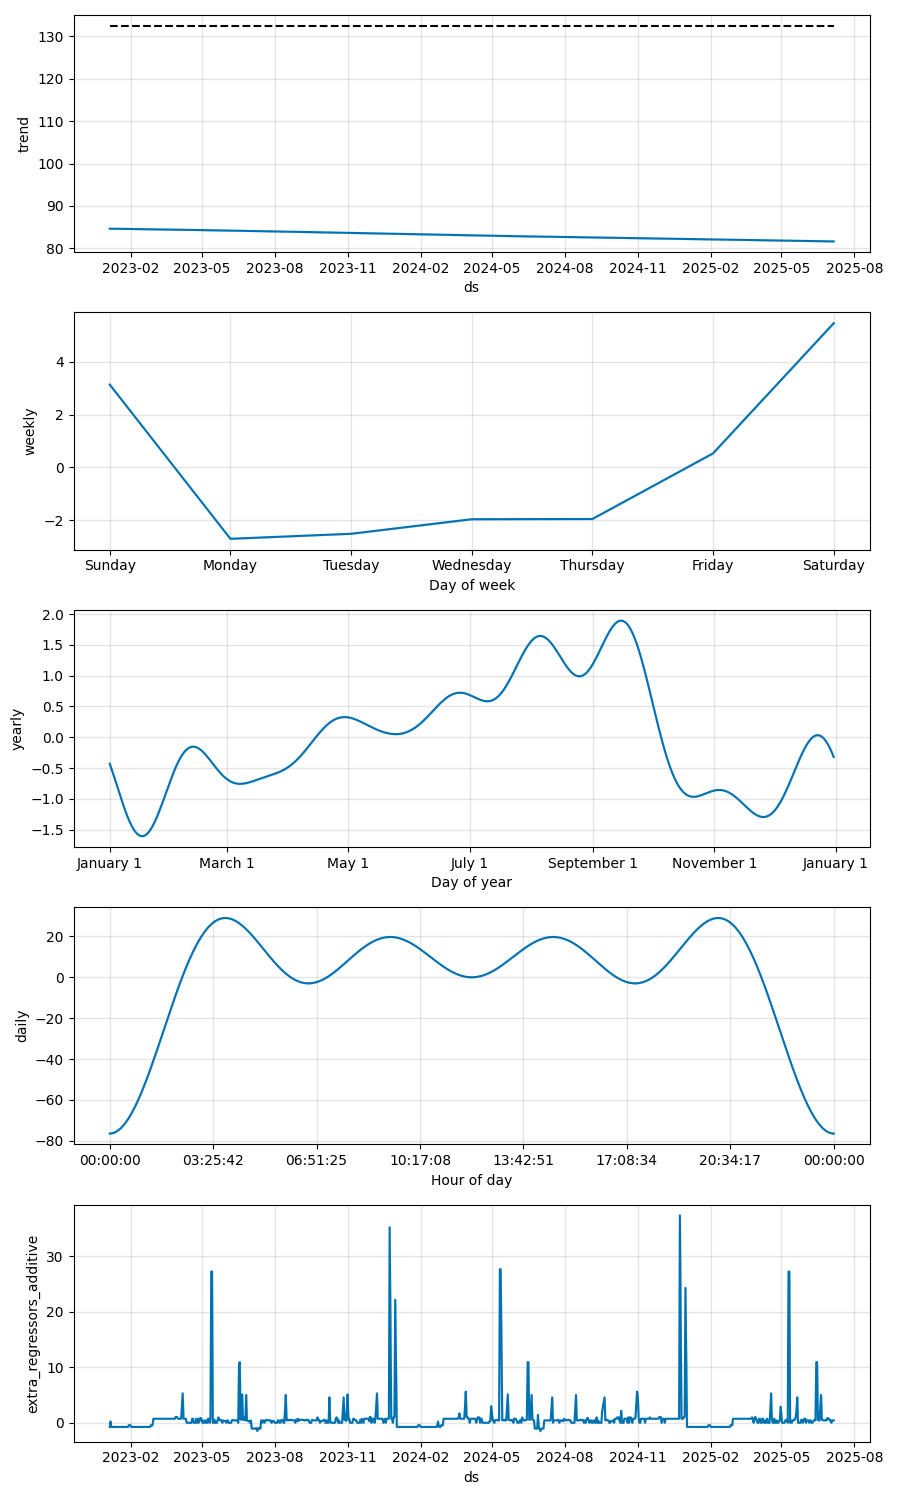 130
120
110
100
90
80
trend
2023-02 2023-05 2023-08 2023-11 2024-02 2024-05 2024-08 2024-11 2025-02 2025-05 2025-08
ds
4
2
0
−2
weekly
Sunday Monday Tuesday Wednesday Thursday Friday Saturday
Day of week
2.0
1.5
1.0
0.5
0.0
−0.5
−1.0
−1.5
yearly
January 1 March 1 May 1 July 1 September 1 November 1 January 1
Day of year
20
0
−20
−40
−60
−80
daily
00:00:00 03:25:42 06:51:25 10:17:08 13:42:51 17:08:34 20:34:17 00:00:00
Hour of day
30
20
10
0
extra_regressors_additive
2023-02 2023-05 2023-08 2023-11 2024-02 2024-05 2024-08 2024-11 2025-02 2025-05 2025-08
ds